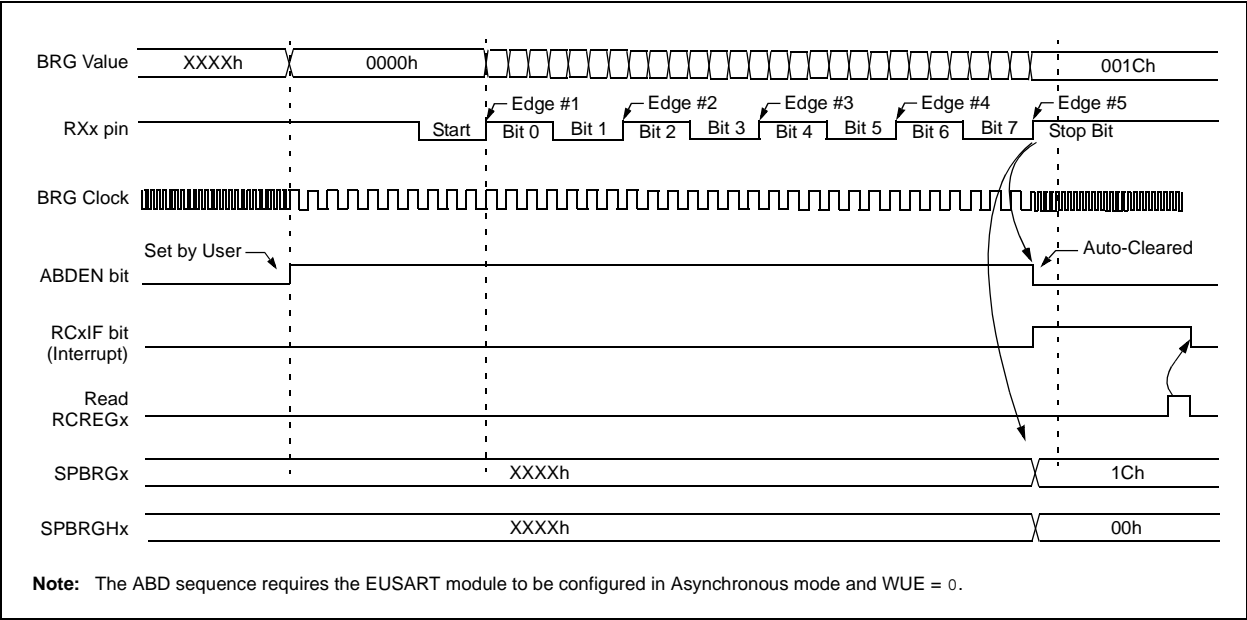 BRG Value XXXXh 0000h 001Ch
Edge #1 Edge #2 Edge #3 Edge #4 Edge #5
RXx pin Start Bit 0 Bit 1 Bit 2 Bit 3 Bit 4 Bit 5 Bit 6 Bit 7 Stop Bit
BRG Clock
Set by User Auto-Cleared
ABDEN bit
RCxIF bit
(Interrupt)
Read
RCREGx
SPBRGx XXXXh 1Ch
SPBRGHx XXXXh 00h
Note: The ABD sequence requires the EUSART module to be configured in Asynchronous mode and WUE = 0.